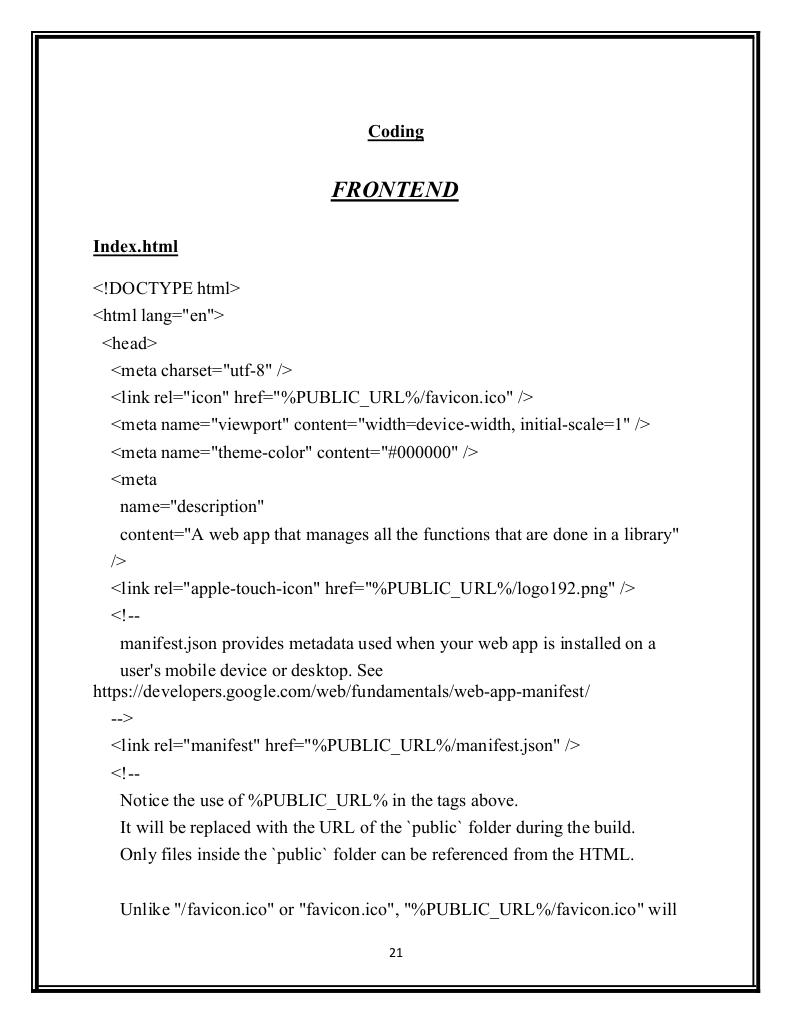 Coding
FRONTEND
Index.html
<!DOCTYPE html>
<html lang="en">
<head>
<meta charset="utf-8" />
<link rel="icon" href="%PUBLIC_URL%/favicon.ico" />
<meta name="viewport" content="width=device-width, initial-scale=1" />
<meta name="theme-color" content="#000000" />
<meta
name="description"
content="A web app that manages all the functions that are done in a library"
/>
<link rel="apple-touch-icon" href="%PUBLIC_URL%/logo192.png" />
<!--
manifest.json provides metadata used when your web app is installed on a
user's mobile device or desktop. See
https://developers.google.com/web/fundamentals/web-app-manifest/
-->
<link rel="manifest" href="%PUBLIC_URL%/manifest.json" />
<!--
Notice the use of %PUBLIC_URL% in the tags above.
It will be replaced with the URL of the `public` folder during the build.
Only files inside the `public` folder can be referenced from the HTML.
Unlike "/favicon.ico" or "favicon.ico", "%PUBLIC_URL%/favicon.ico" will
21